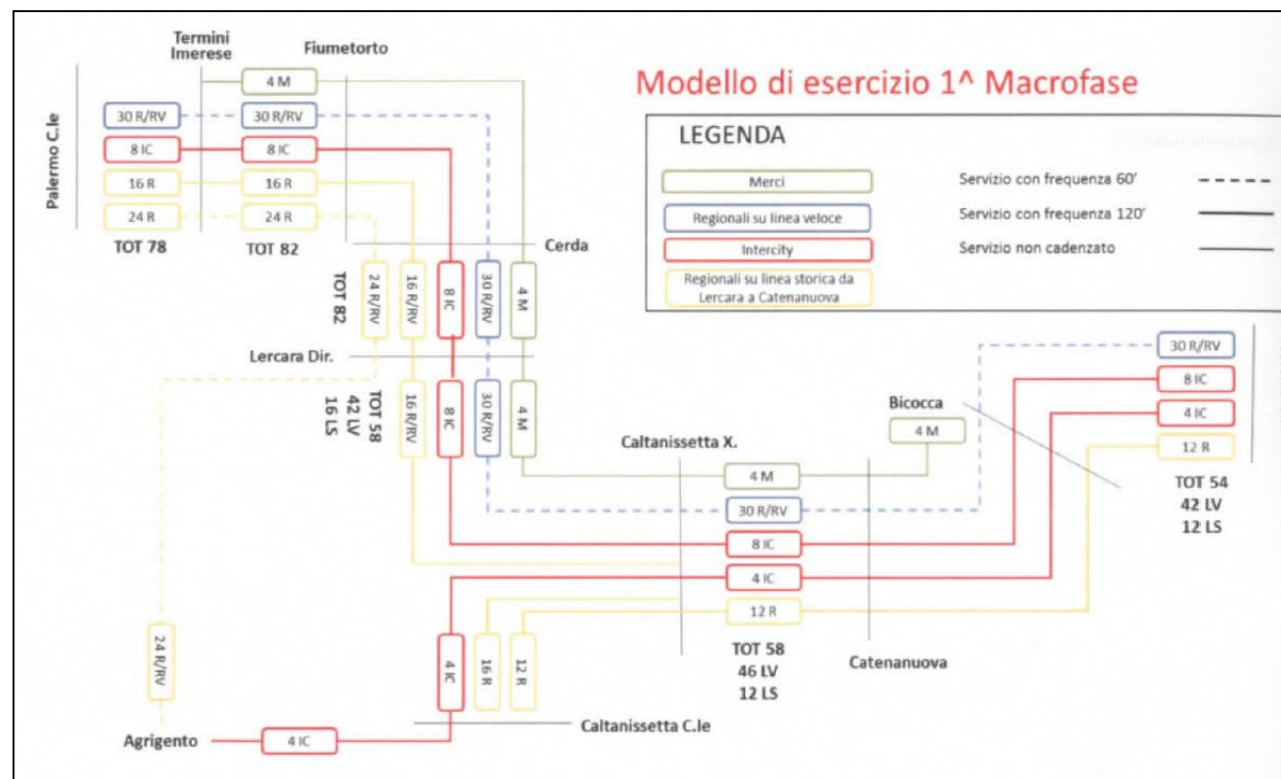 Termini
Imerese
Fiumetorto
Palermo C.le
4 M
30 R/RV
30 R/RV
8 IC
8 IC
16 R
16 R
24 R
24 R
TOT 78
TOT 82
Modello di esercizio 1^ Macrofase
LEGENDA
Merci
Regionali su linea veloce
Intercity
Regionali su linea storica da
Lercara a Catenanuova
Servizio con frequenza 60'
Servizio con frequenza 120'
Servizio non cadenzato
Cerda
TOT 82
24 R/RV
16 R/RV
8 IC
30 R/RV
4 M
Lercara Dir.
TOT 58
42 LV
16 LS
16 R/RV
8 IC
30 R/RV
4 M
Caltanissetta X.
Bicocca
4 M
30 R/RV
8 IC
4 IC
12 R
TOT 54
42 LV
12 LS
4 M
30 R/RV
8 IC
4 IC
12 R
TOT 58
46 LV
12 LS
Catenanuova
24 R/RV
4 IC
16 R
12 R
Caltanissetta C.le
Agrigento
4 IC